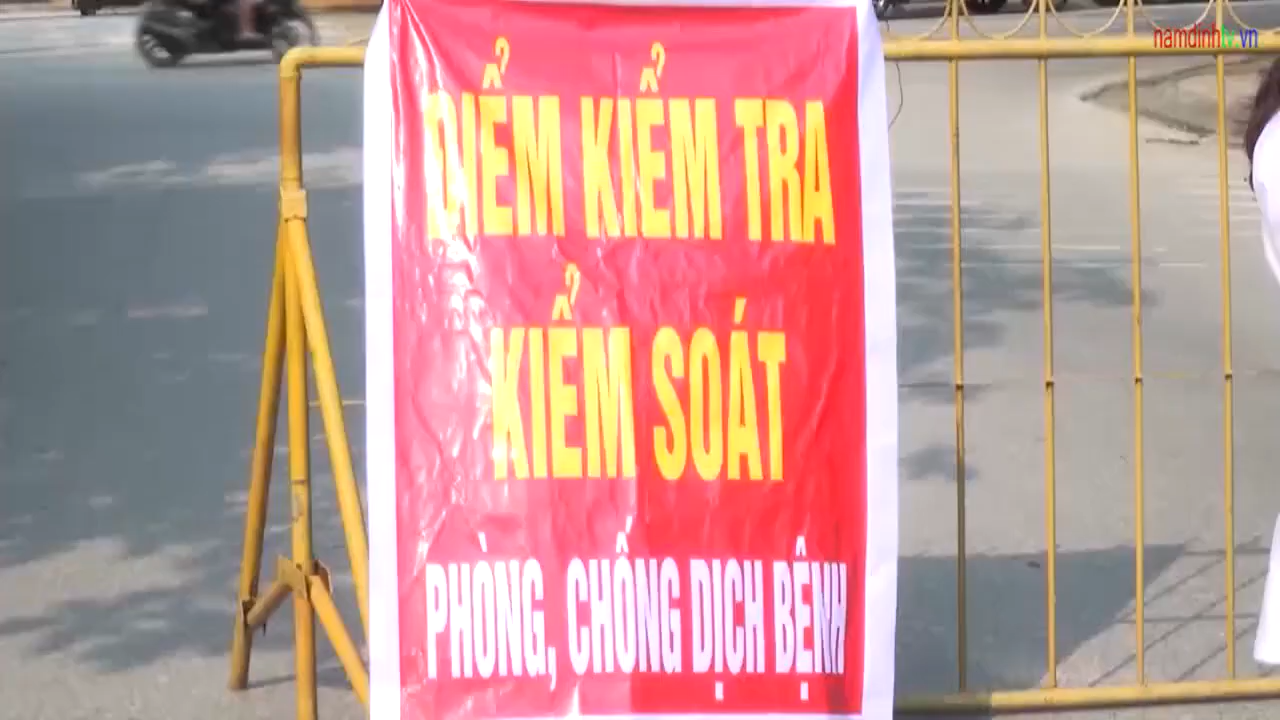 namdinhtv.vn
ĐIỂM KIỂM TRA
KIỂM SOÁT
PHÒNG, CHỐNG DỊCH BỆNH